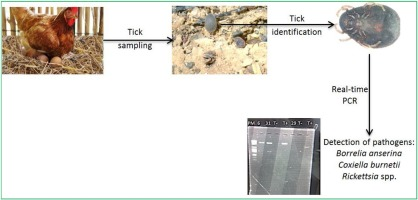 Tick
sampling
Tick
identification
Real-time
PCR
Detection of pathogens:
Borrelia anserina
Coxiella burnetii
Rickettsia spp.